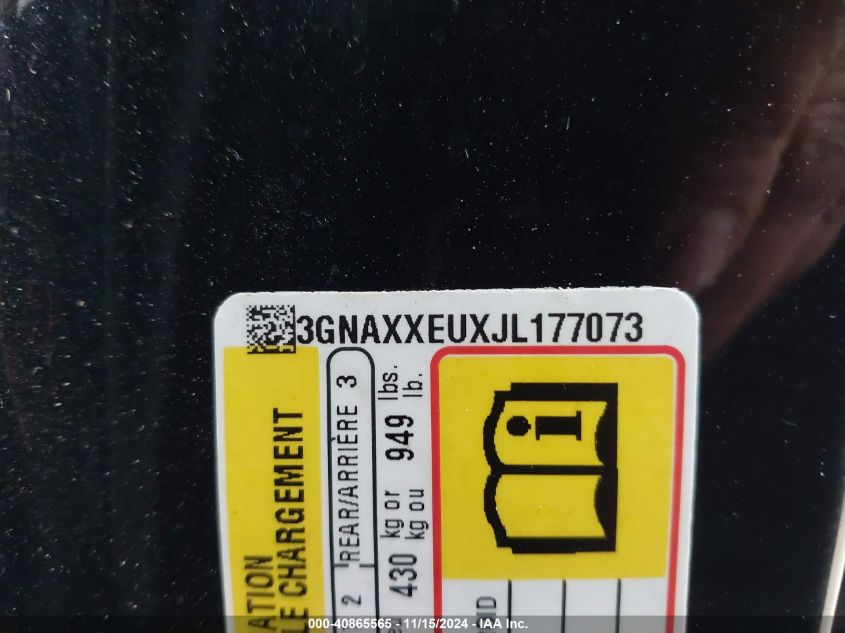 3GNAXXEUXJL177073
LE CHARGEMENT
2 REAR/ARRIÈRE 3
430 kg or 949 lbs.
kg ou lb.
000-40865565 - 11/15/2024 - IAA Inc.